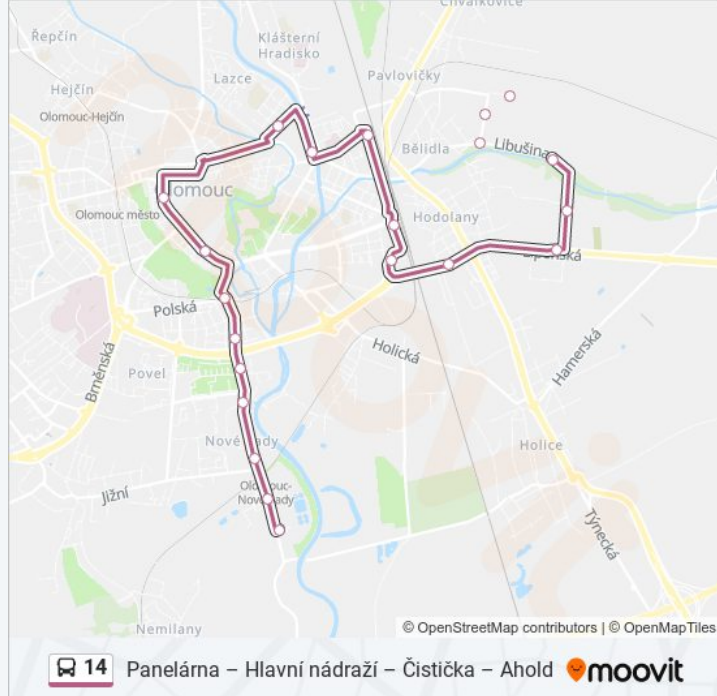 Chválkovice
Řepčín
Klášterní
Hradisko
Lazce
Pavlovičky
Hejčín
Olomouc-Hejčín
Bělidla
Libušina
Olomouc
Olomouc město
Hodolany
Lipenská
Polská
Holická
Hamerská
Brněnská
Povel
Nové Sady
Holice
Olomouc-
Nové Sady
Jižní
Týnecká
Nemilany
© OpenStreetMap contributors | © OpenMapTiles
14 Panelárna – Hlavní nádraží – Čistička – Ahold moovit